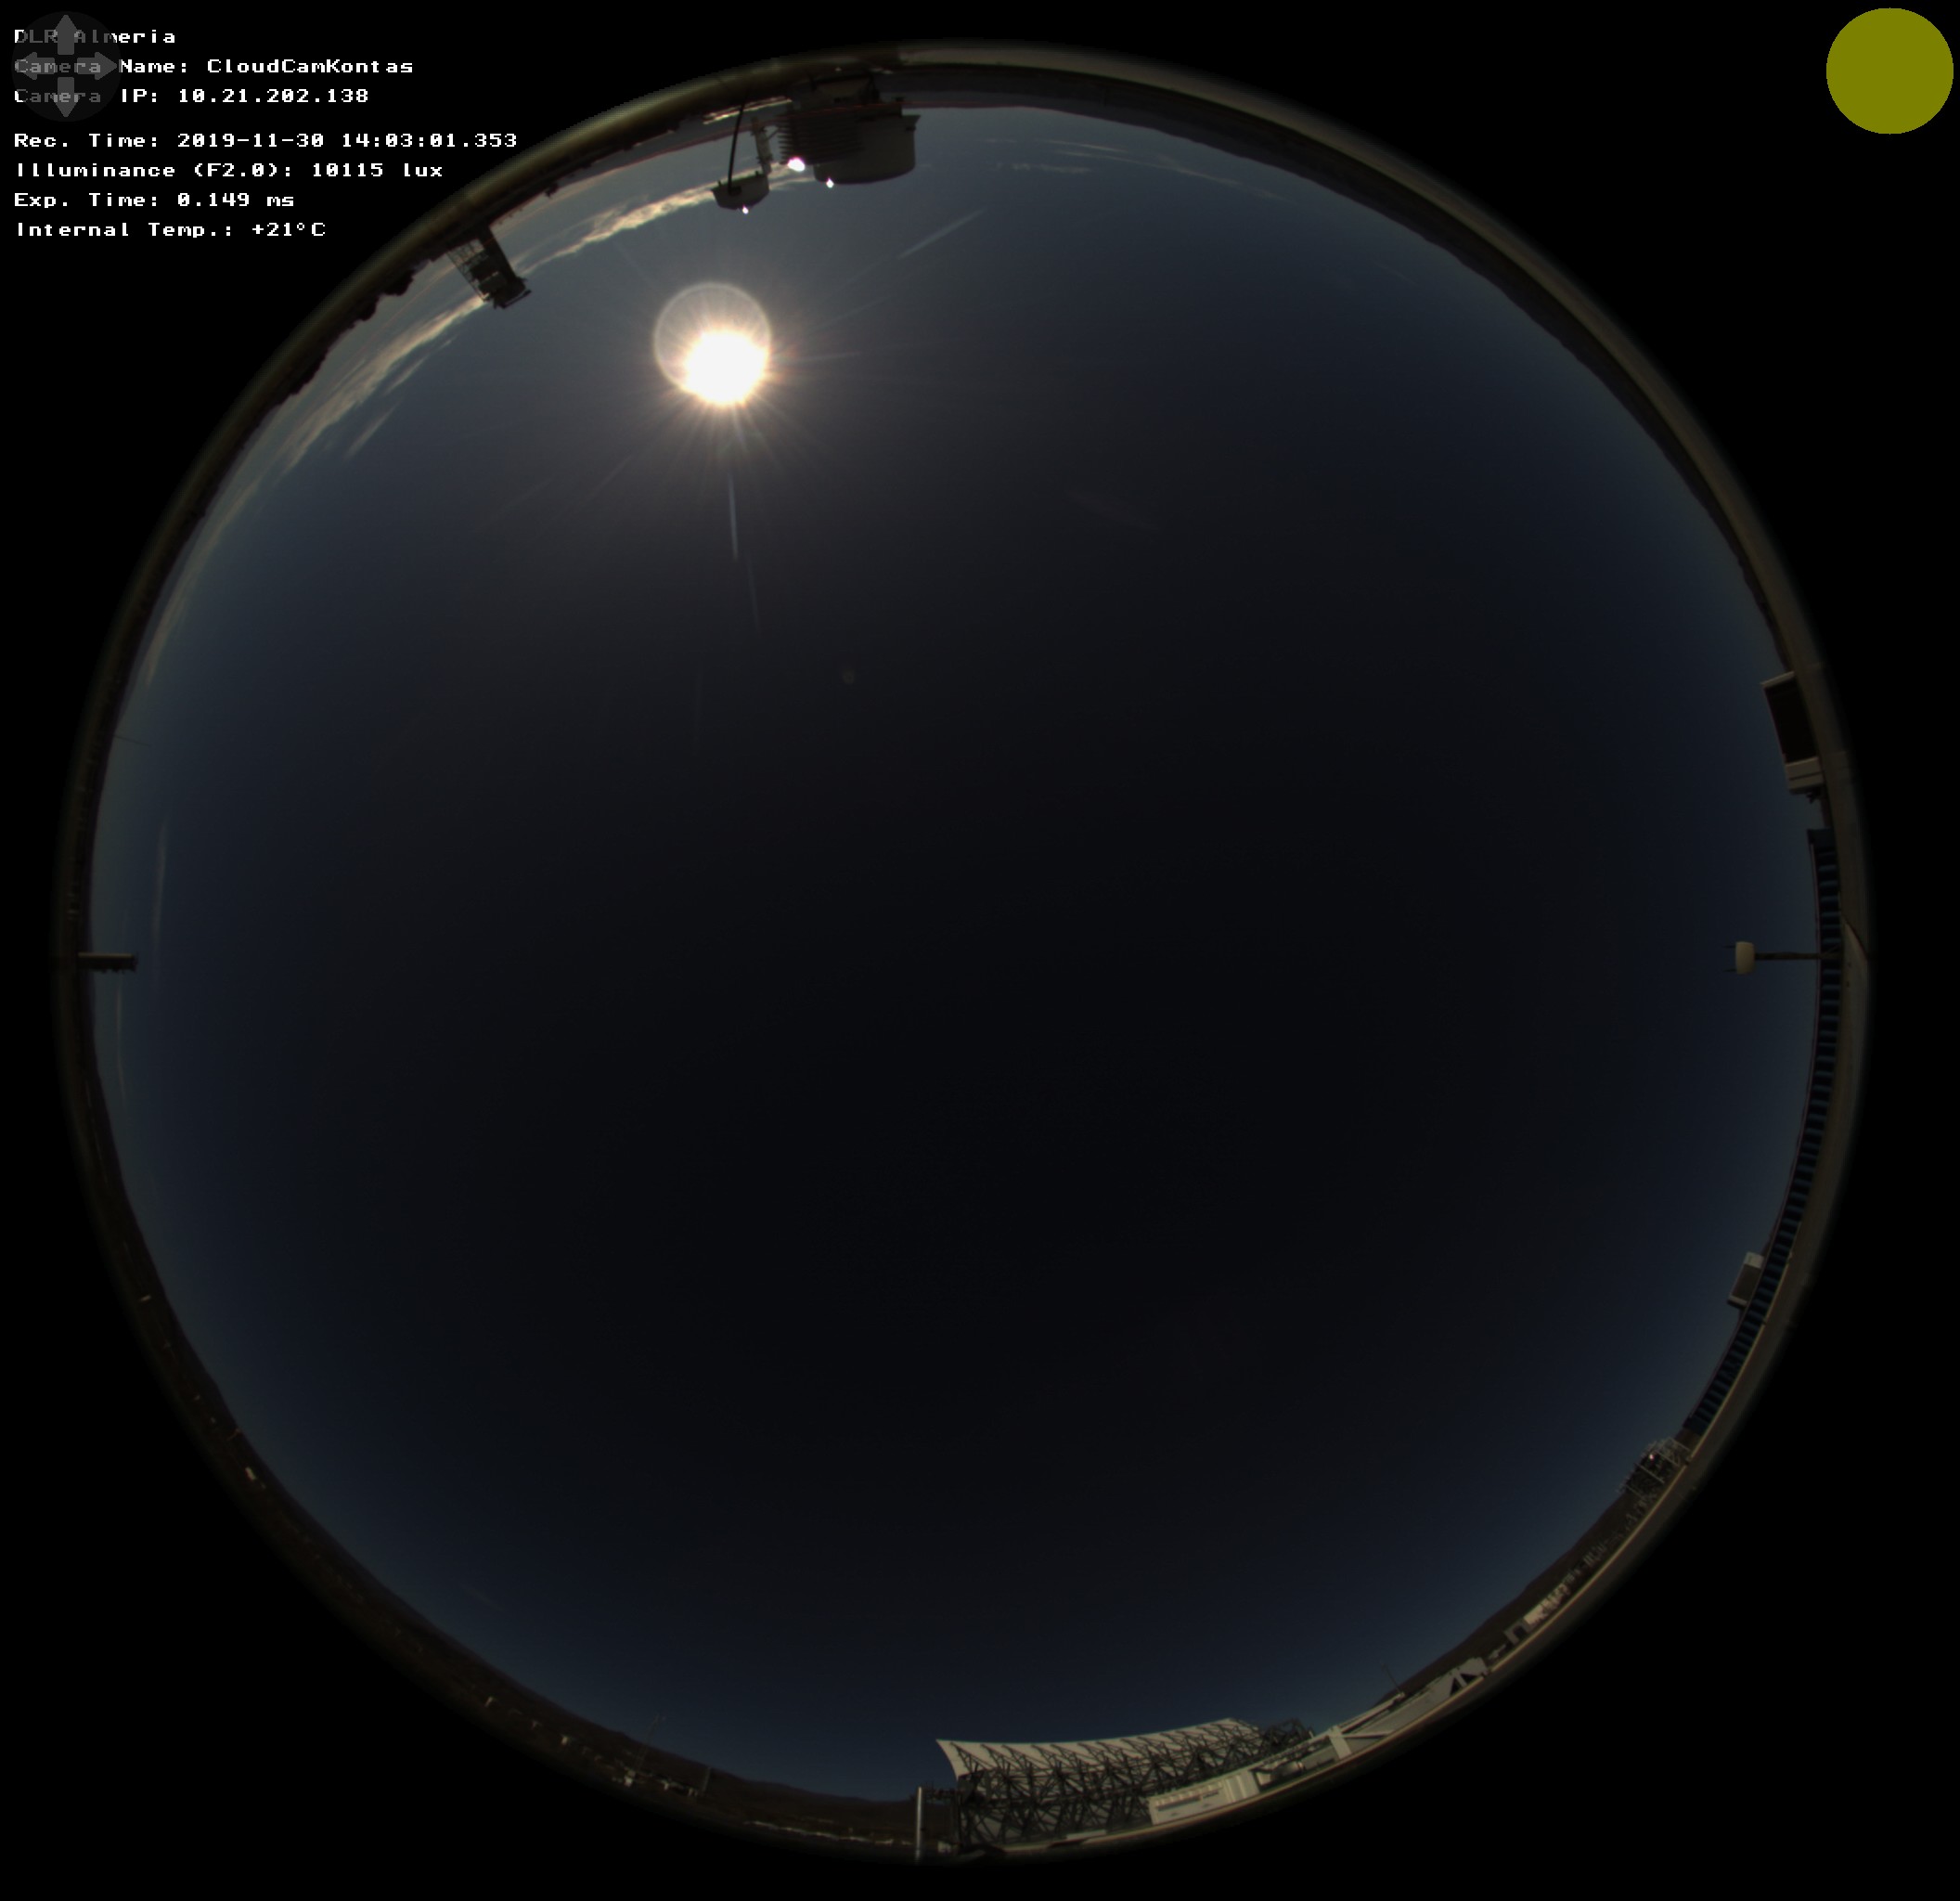 DLR Almeria
Camera Name: CloudCamKontas
Camera IP: 10.21.202.138
Rec. Time: 2019-11-30 14:03:01.353
Illuminance (F2.0): 10115 lux
Exp. Time: 0.149 ms
Internal Temp.: +21°C